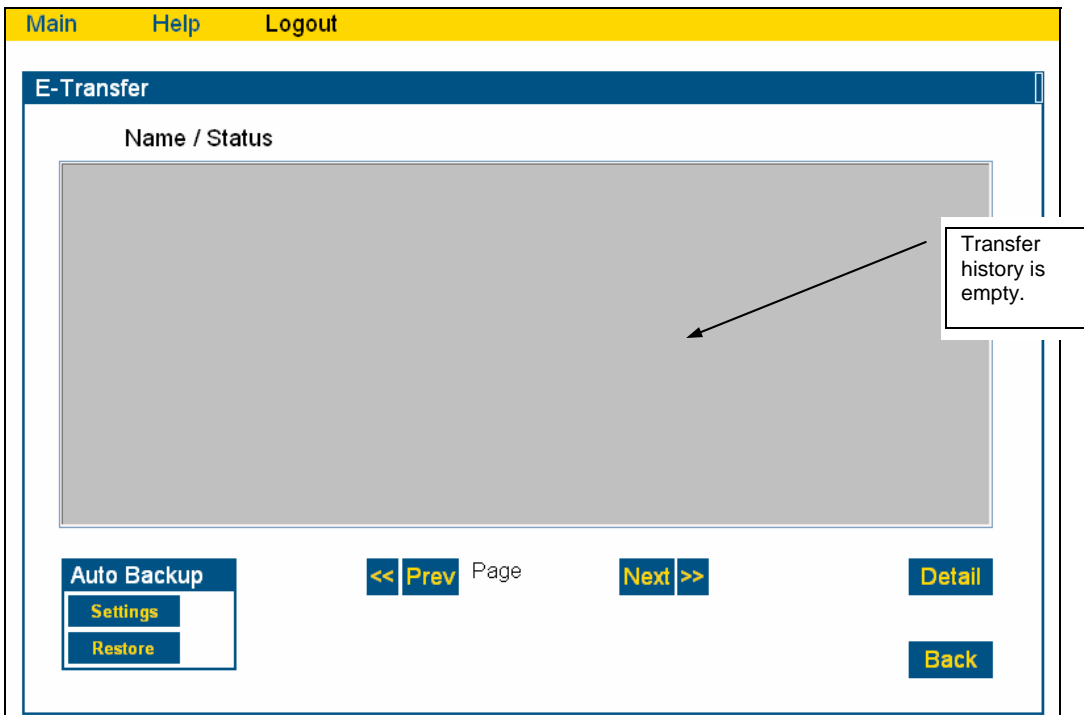 Main Help Logout
E-Transfer
Name / Status
Transfer
history is
empty.
Auto Backup
Settings
Restore
<< Prev Page Next >>
Detail
Back